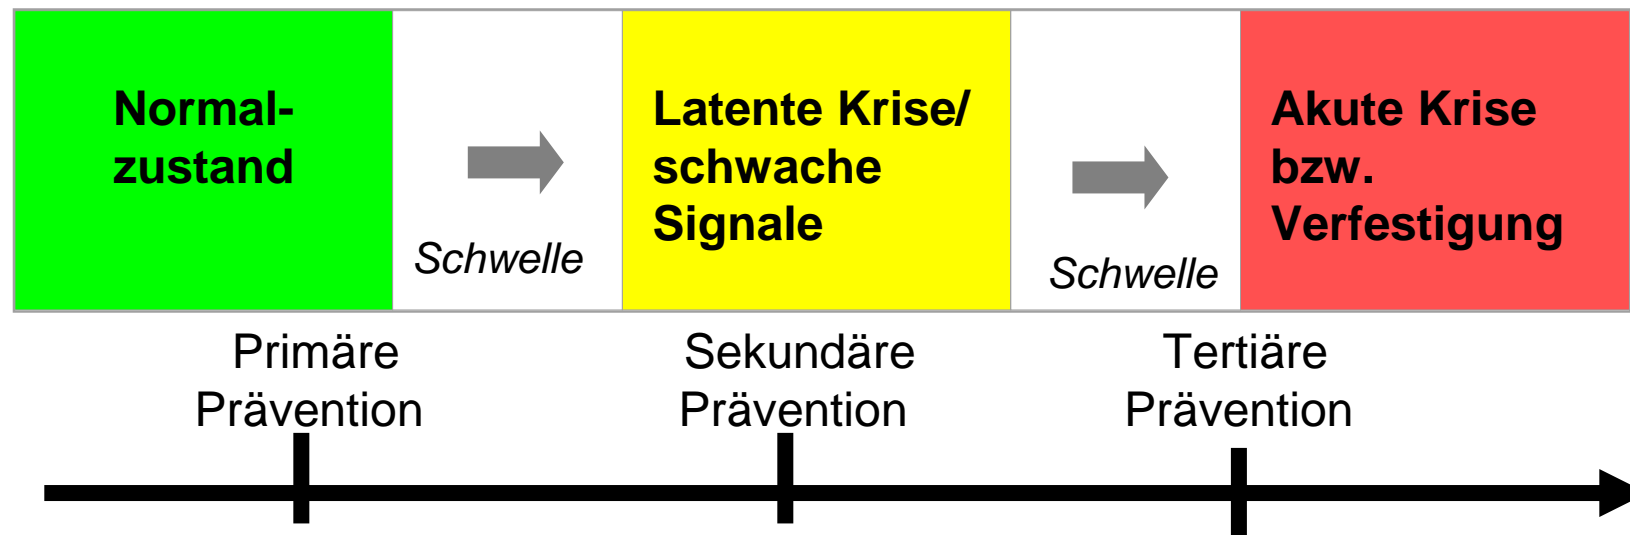 Normal-
zustand
Schwelle
Latente Krise/
schwache
Signale
Schwelle
Akute Krise
bzw.
Verfestigung
Primäre
Prävention
Sekundäre
Prävention
Tertiäre
Prävention